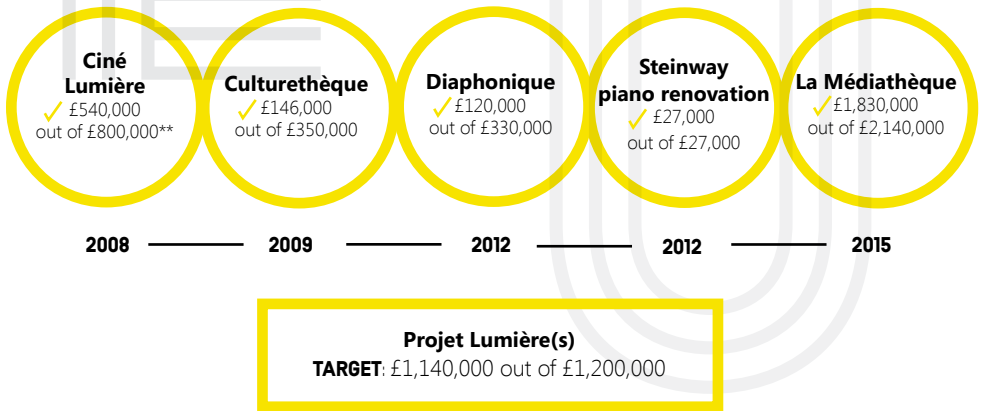 Ciné
Lumière
£540,000
out of £800,000**
Culturethèque
£146,000
out of £350,000
Diaphonique
£120,000
out of £330,000
Steinway
piano renovation
£27,000
out of £27,000
La Médiathèque
£1,830,000
out of £2,140,000
2008
2009
2012
2012
2015
Projet Lumière(s)
TARGET: £1,140,000 out of £1,200,000